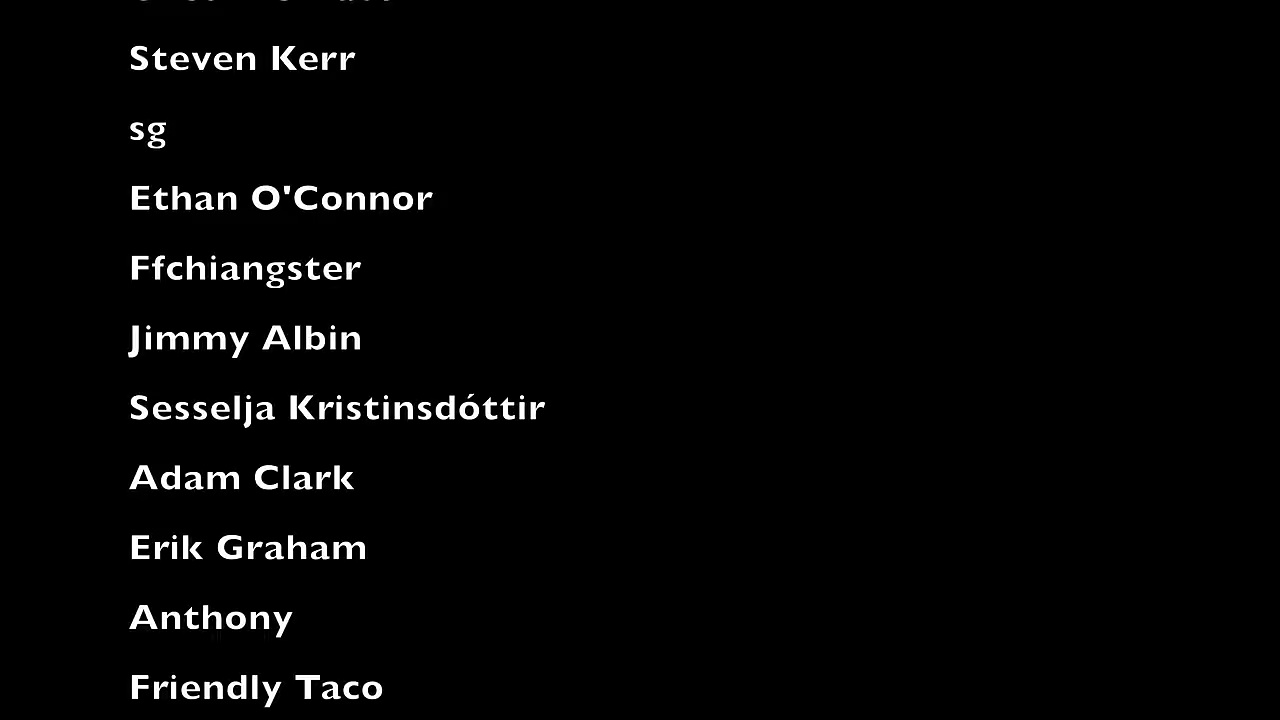 Steven Kerr
sg
Ethan O'Connor
Ffchiangster
Jimmy Albin
Sesselja Kristinsdóttir
Adam Clark
Erik Graham
Anthony
Friendly Taco